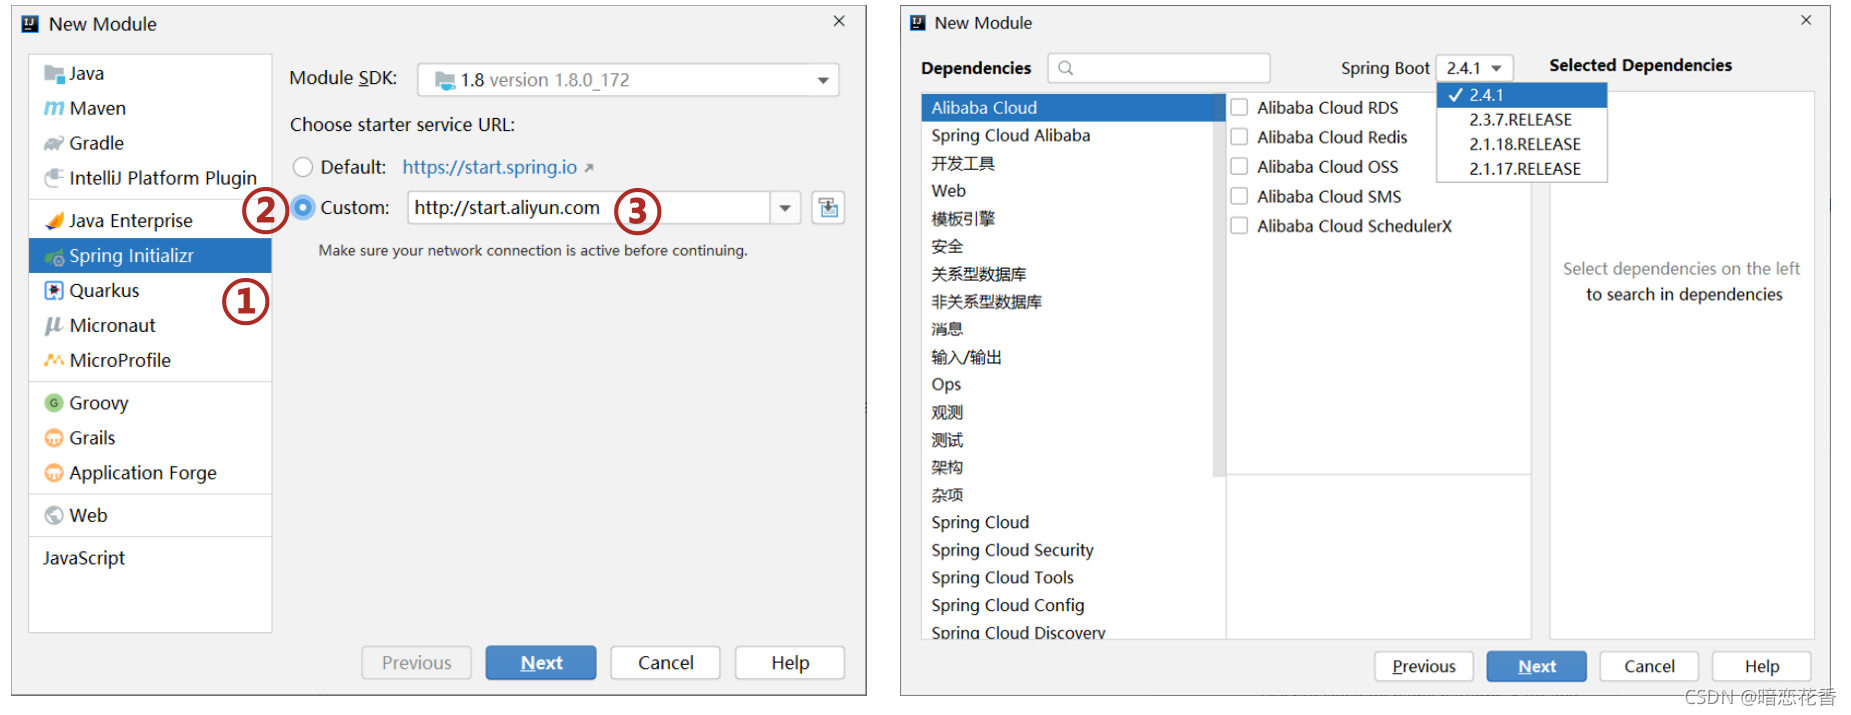 New Module
Java
Maven
Gradle
IntelliJ Platform Plugin
Java Enterprise
Spring Initializr
Quarkus
Micronaut
MicroProfile
Groovy
Grails
Application Forge
Web
JavaScript
①
Module SDK: 1.8 version 1.8.0_172
Choose starter service URL:
Default: https://start.spring.io
② Custom: http://start.aliyun.com ③
Make sure your network connection is active before continuing.
Previous Next Cancel Help
New Module
Dependencies Spring Boot 2.4.1 Selected Dependencies
2.4.1
2.3.7.RELEASE
2.1.18.RELEASE
2.1.17.RELEASE
Alibaba Cloud
Spring Cloud Alibaba
开发工具
Web
模板引擎
安全
关系型数据库
非关系型数据库
消息
输入/输出
Ops
观测
测试
架构
杂项
Spring Cloud
Spring Cloud Security
Spring Cloud Tools
Spring Cloud Config
Spring Cloud Discovery
Alibaba Cloud RDS
Alibaba Cloud Redis
Alibaba Cloud OSS
Alibaba Cloud SMS
Alibaba Cloud SchedulerX
Select dependencies on the left
to search in dependencies
Previous Next Cancel Help
CSDN @暗恋花香